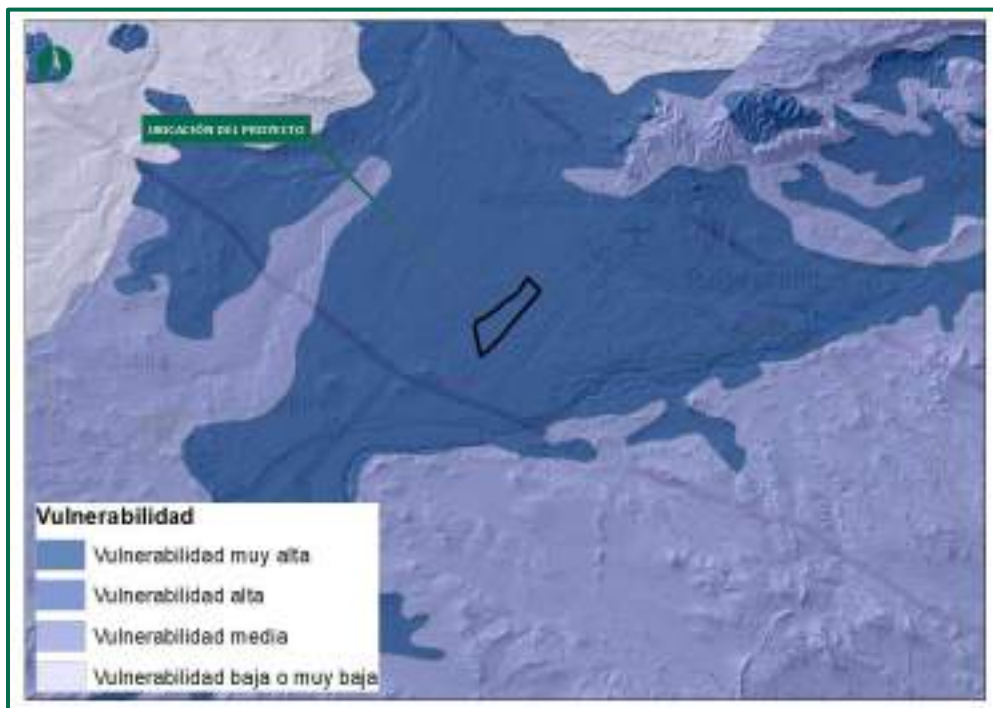 UBICACIÓN DEL PROYECTO
Vulnerabilidad
Vulnerabilidad muy alta
Vulnerabilidad alta
Vulnerabilidad media
Vulnerabilidad baja o muy baja